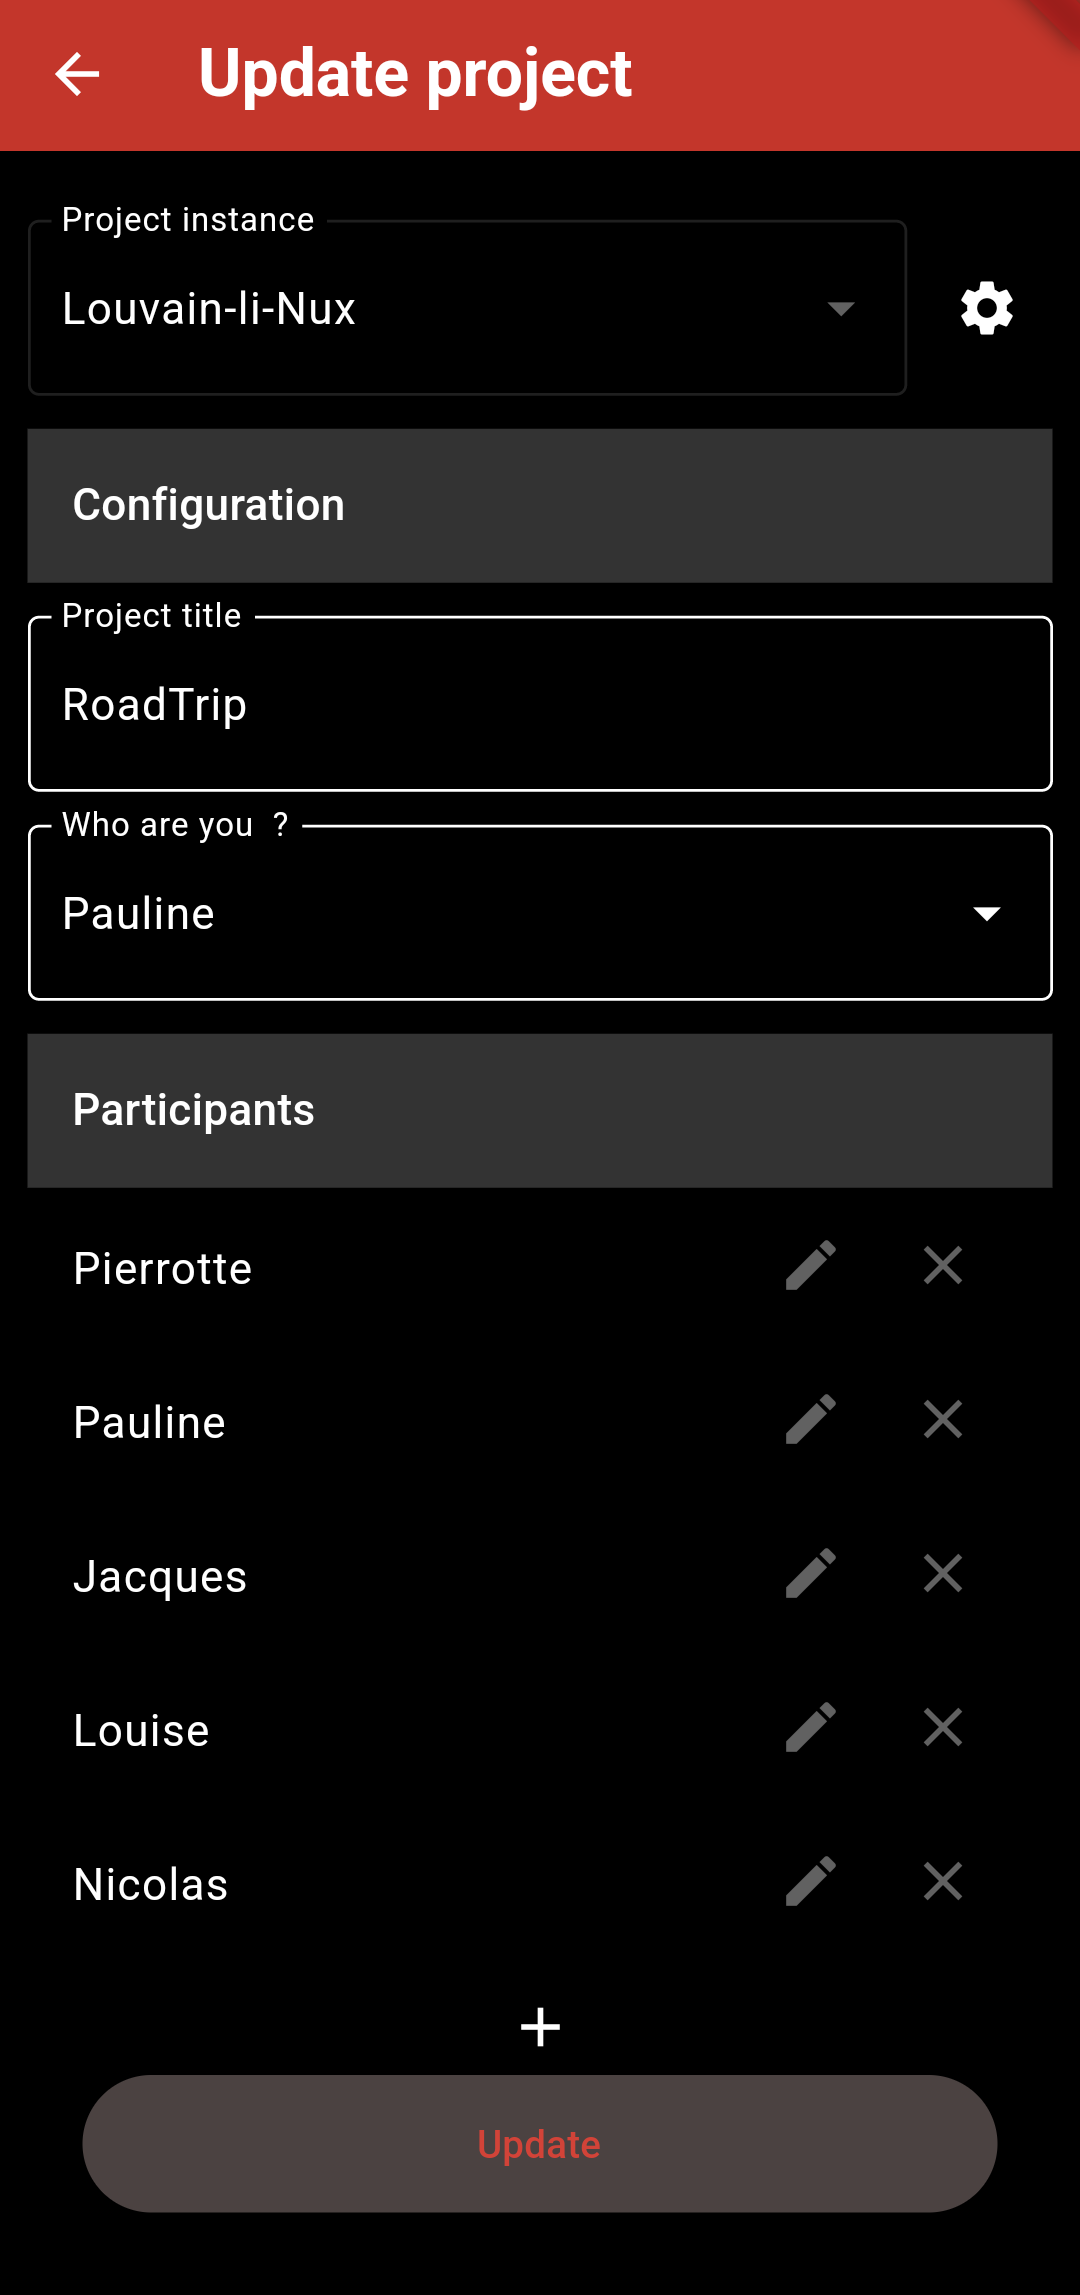 Update project
Project instance
Louvain-li-Nux
Configuration
Project title
RoadTrip
Who are you  ?
Pauline
Participants
Pierrotte
Pauline
Jacques
Louise
Nicolas
Update